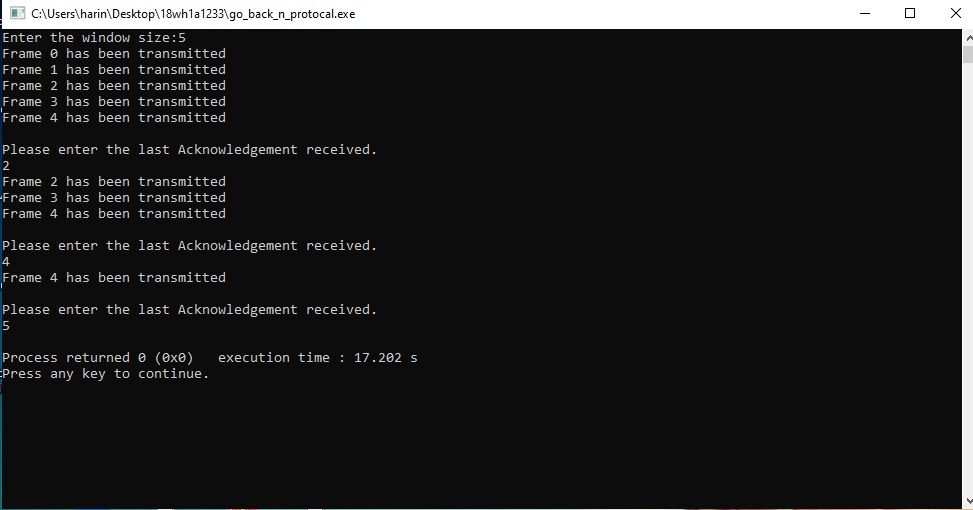 C:\Users\harin\Desktop\18wh1a1233\go_back_n_protocal.exe
Enter the window size:5
Frame 0 has been transmitted
Frame 1 has been transmitted
Frame 2 has been transmitted
Frame 3 has been transmitted
Frame 4 has been transmitted
Please enter the last Acknowledgement received.
2
Frame 2 has been transmitted
Frame 3 has been transmitted
Frame 4 has been transmitted
Please enter the last Acknowledgement received.
4
Frame 4 has been transmitted
Please enter the last Acknowledgement received.
5
Process returned 0 (0x0)   execution time : 17.202 s
Press any key to continue.